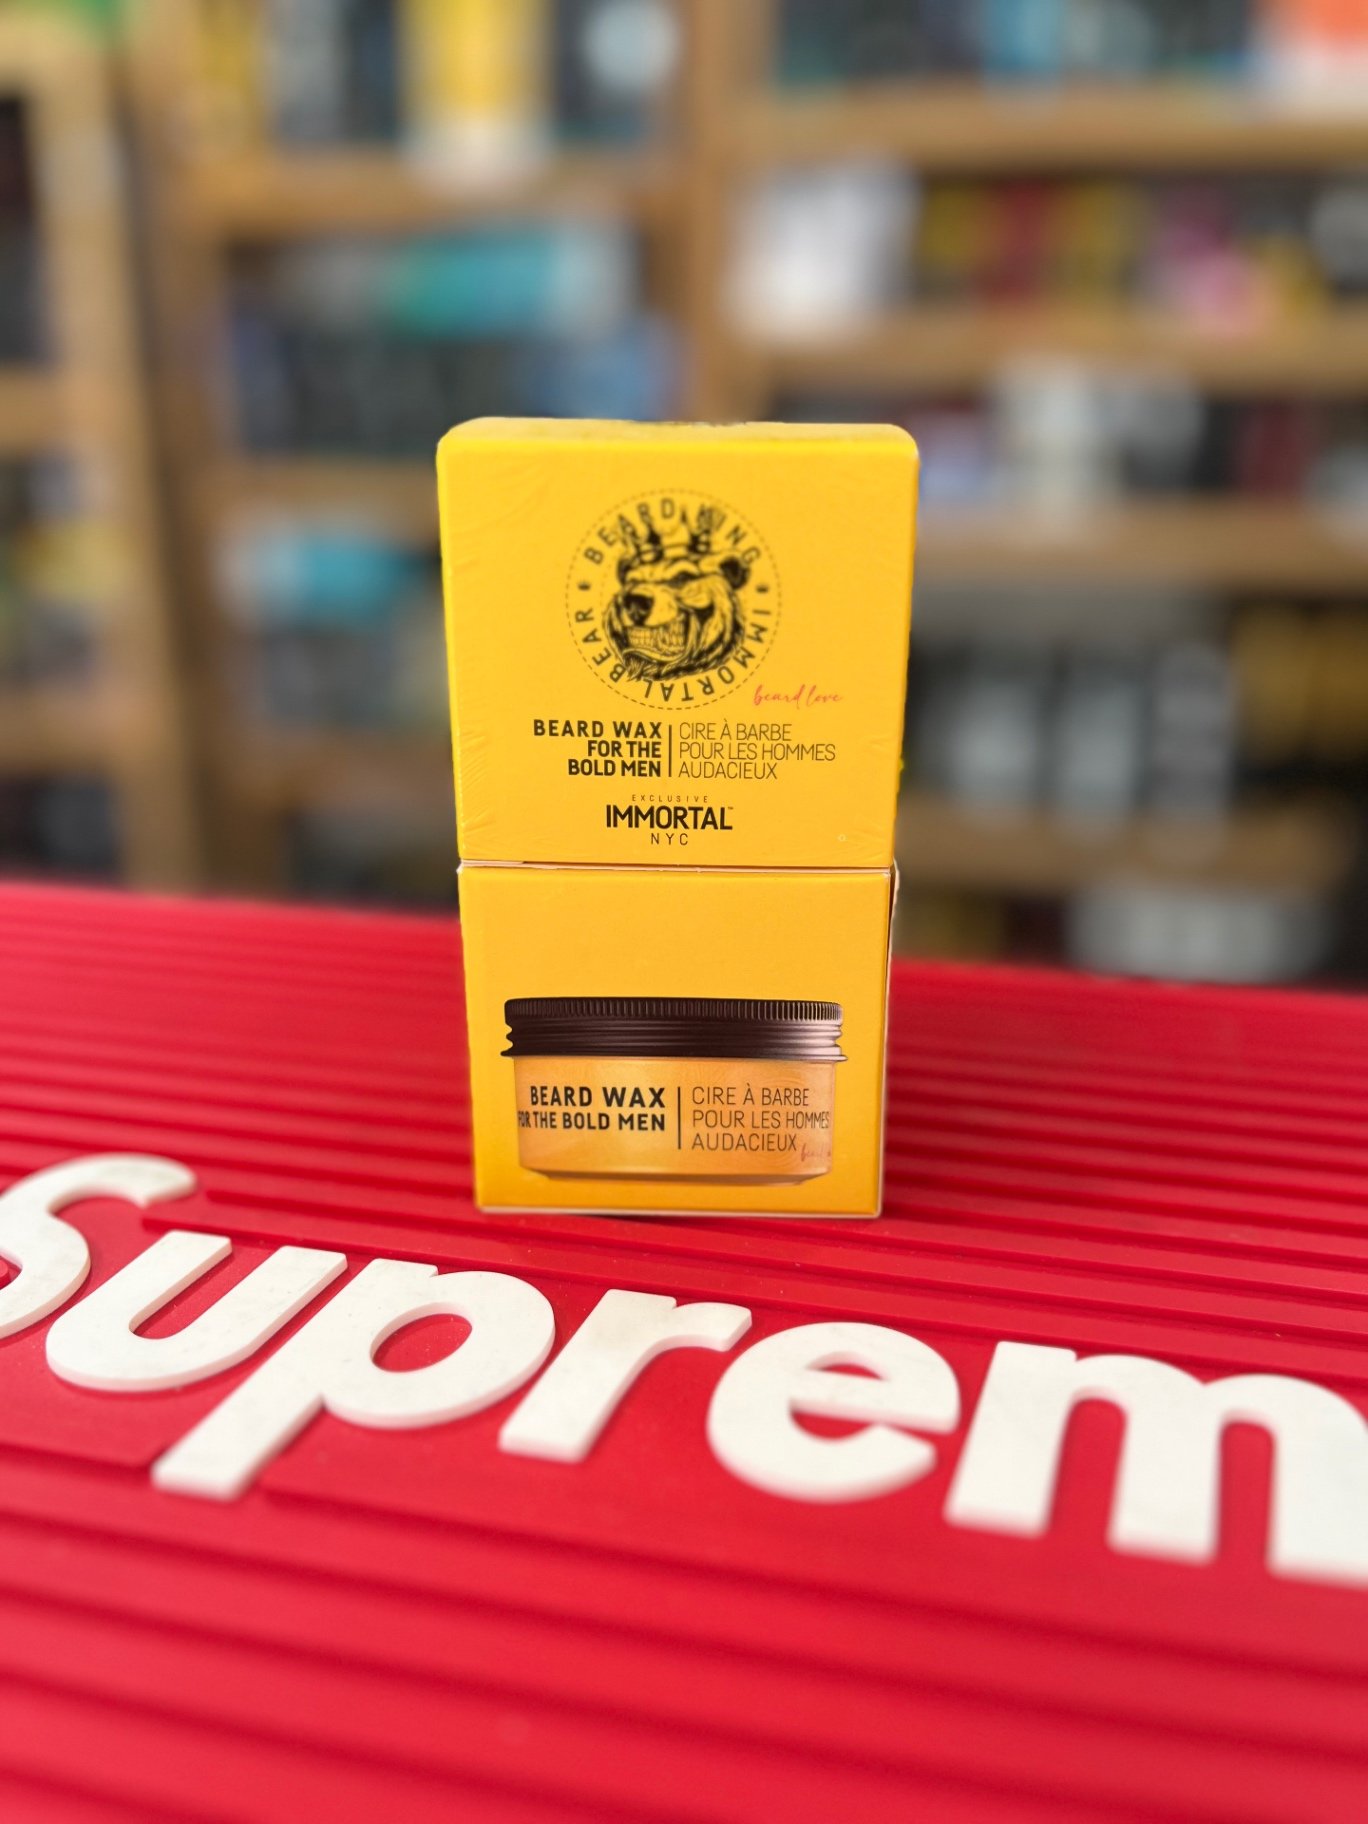 BEARD KING
IMMORTAL BEAR
beard love
BEARD WAX
FOR THE
BOLD MEN
CIRE À BARBE
POUR LES HOMMES
AUDACIEUX
EXCLUSIVE
IMMORTAL™
NYC
BEARD WAX
FOR THE BOLD MEN
CIRE À BARBE
POUR LES HOMMES
AUDACIEUX
Suprem